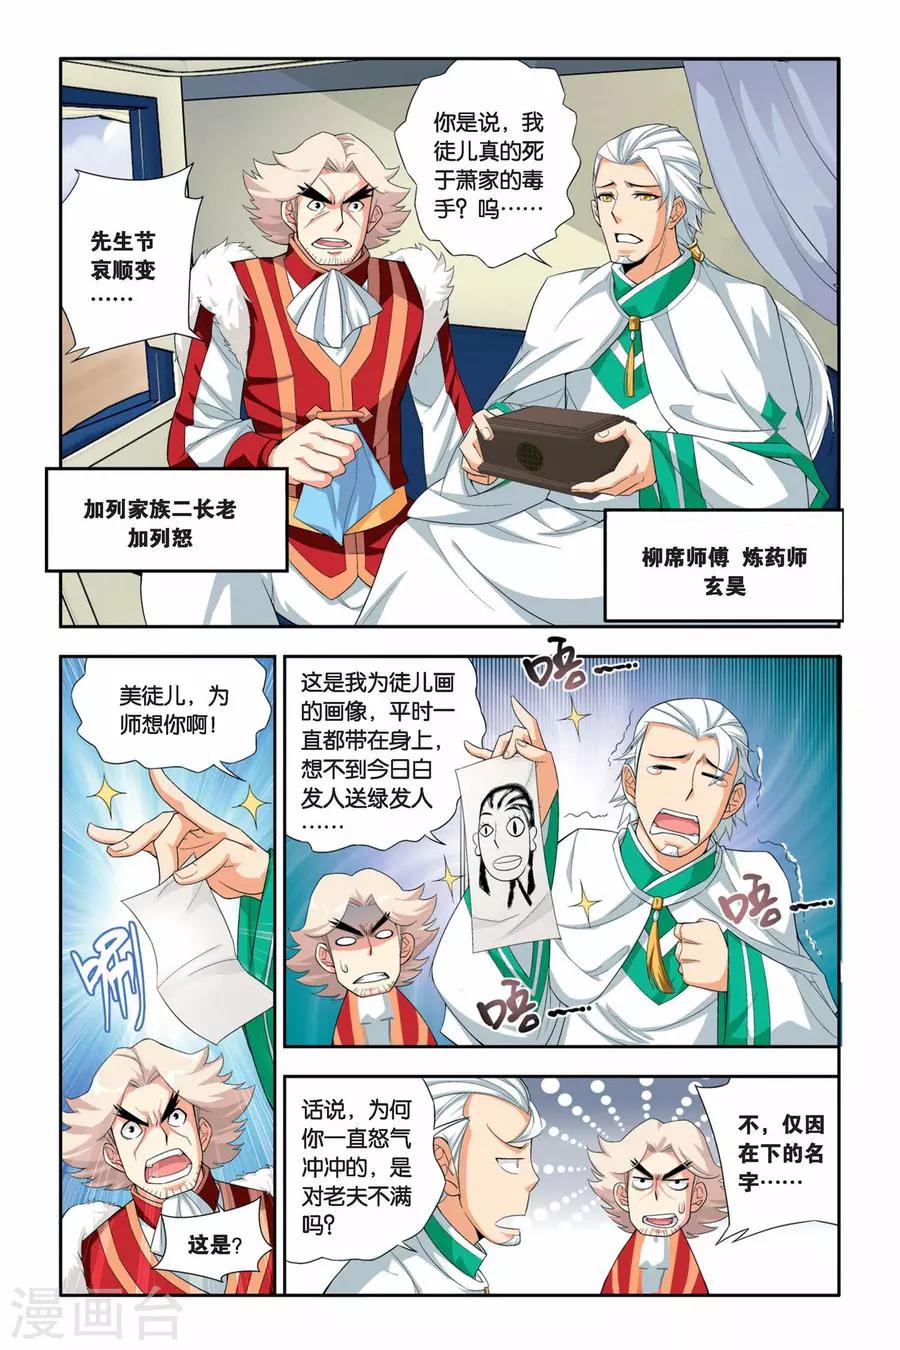 你是说，我
徒儿真的死
于萧家的毒
手？呜……
先生节
哀顺变
……
加列家族二长老
加列怒
柳席师傅 炼药师
玄昊
美徒儿，为
师想你啊！
唰
这是?
这是我为徒儿画
的画像，平时一
直都带在身上，
想不到今日白
发人送绿发人
……
唔
唔
唔
话说，为何
你一直怒气
冲冲的，是
对老夫不满
吗？
不，仅因
在下的名
字……
漫画台